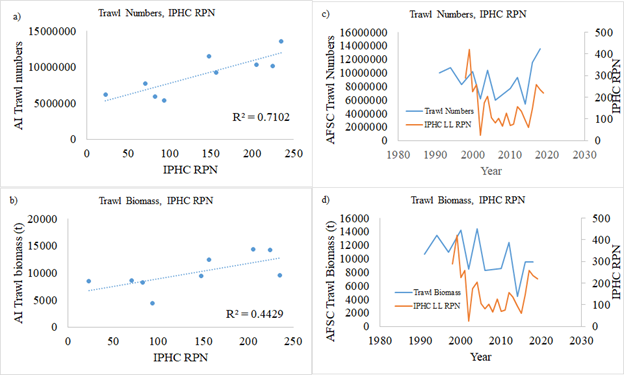 a)
Trawl Numbers, IPHC RPN
AI Trawl numbers
15000000
10000000
5000000
0
R² = 0.7102
0 50 100 150 200 250
IPHC RPN
c)
Trawl Numbers, IPHC RPN
AFSC Trawl Numbers
16000000
14000000
12000000
10000000
8000000
6000000
4000000
2000000
0
Trawl Numbers
IPHC LL RPN
400
300
200
100
0
IPHC RPN
1980 1990 2000 2010 2020 2030
Year
b)
Trawl Biomass, IPHC RPN
AI Trawl biomass (t)
20000
15000
10000
5000
0
R² = 0.4429
0 50 100 150 200 250
IPHC RPN
d)
Trawl Biomass, IPHC RPN
AFSC Trawl Biomass (t)
16000
14000
12000
10000
8000
6000
4000
2000
0
Trawl Biomass
IPHC LL RPN
500
400
300
200
100
0
IPHC RPN
1980 1990 2000 2010 2020 2030
Year